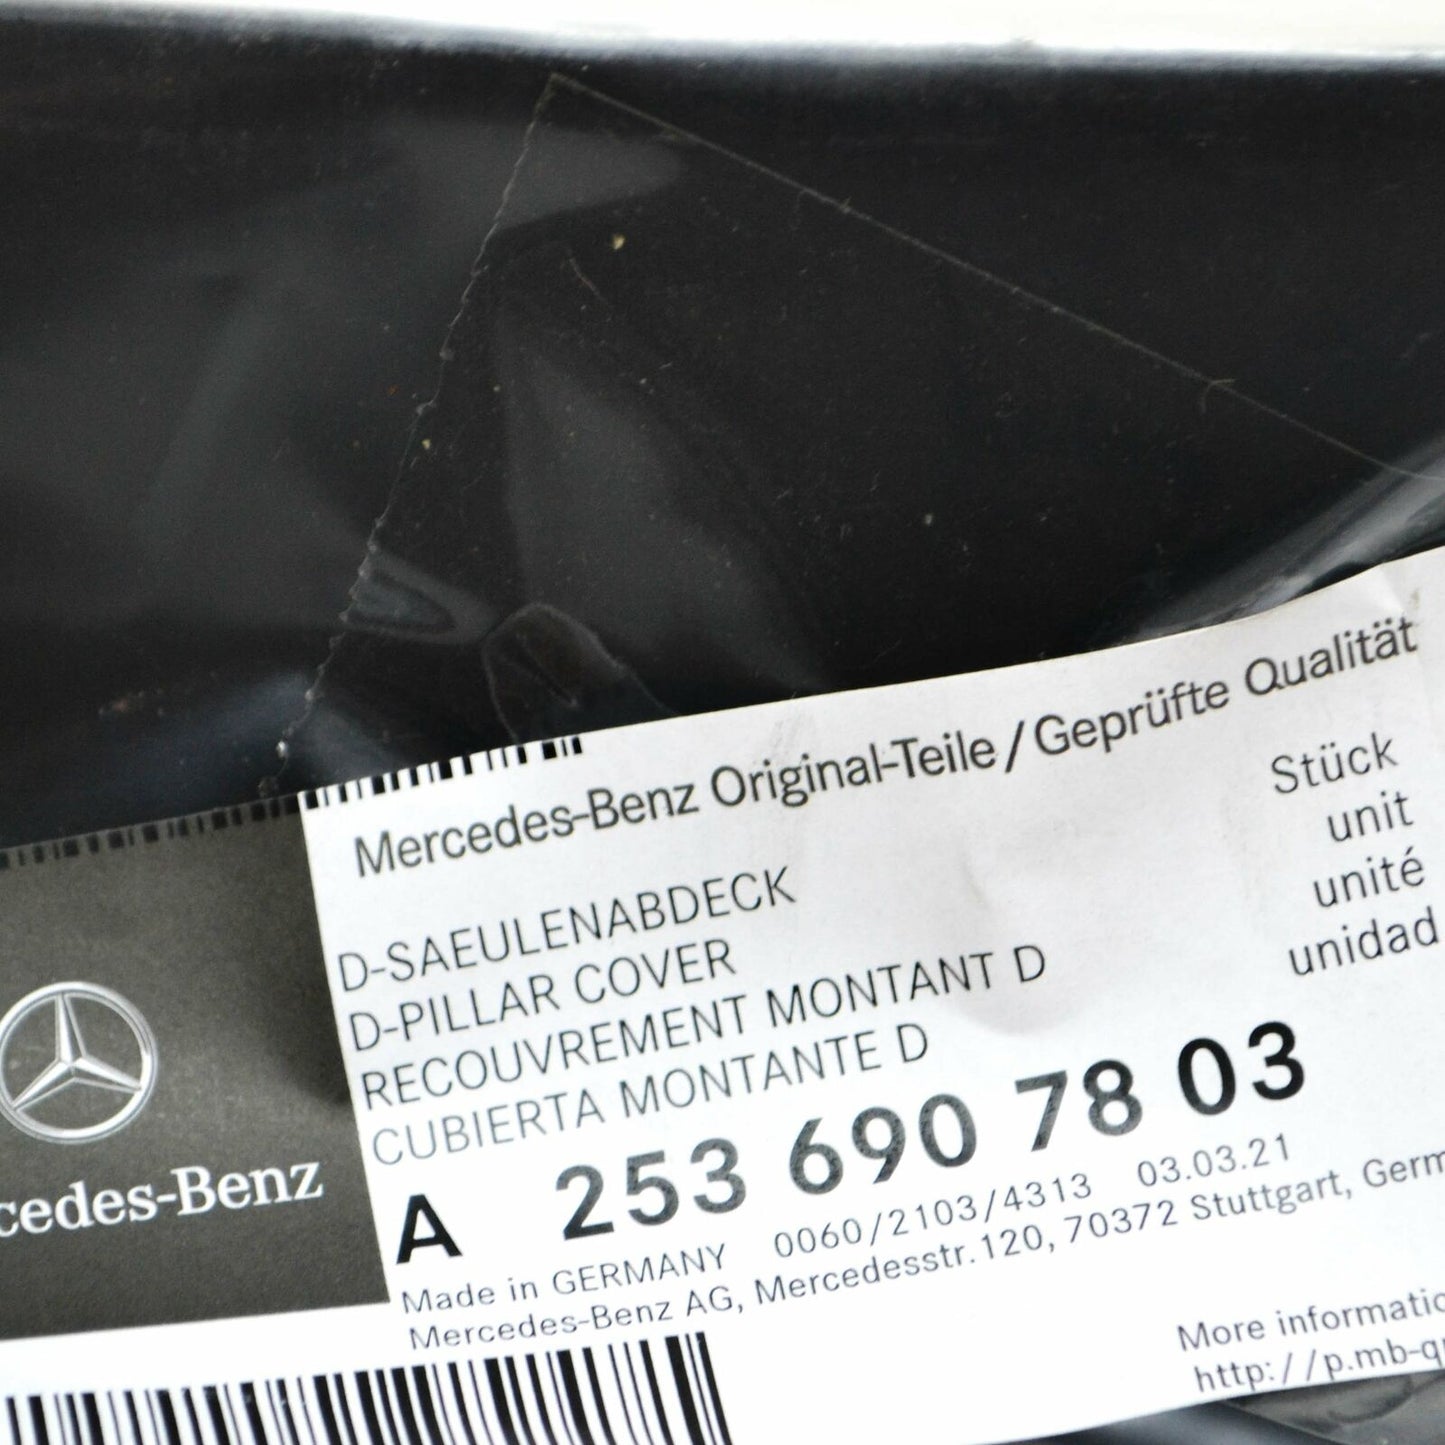 Mercedes-Benz Original-Teile / Geprüfte Qualität
D-SAEULENABDECK
D-PILLAR COVER
RECOUVREMENT MONTANT D
CUBIERTA MONTANTE D
Stück
unit
unité
unidad
A 253 690 78 03
Made in GERMANY 0060/2103/4313 03.03.21
Mercedes-Benz AG, Mercedesstr. 120, 70372 Stuttgart, Germ
More informatio
http://p.mb-q
cedes-Benz